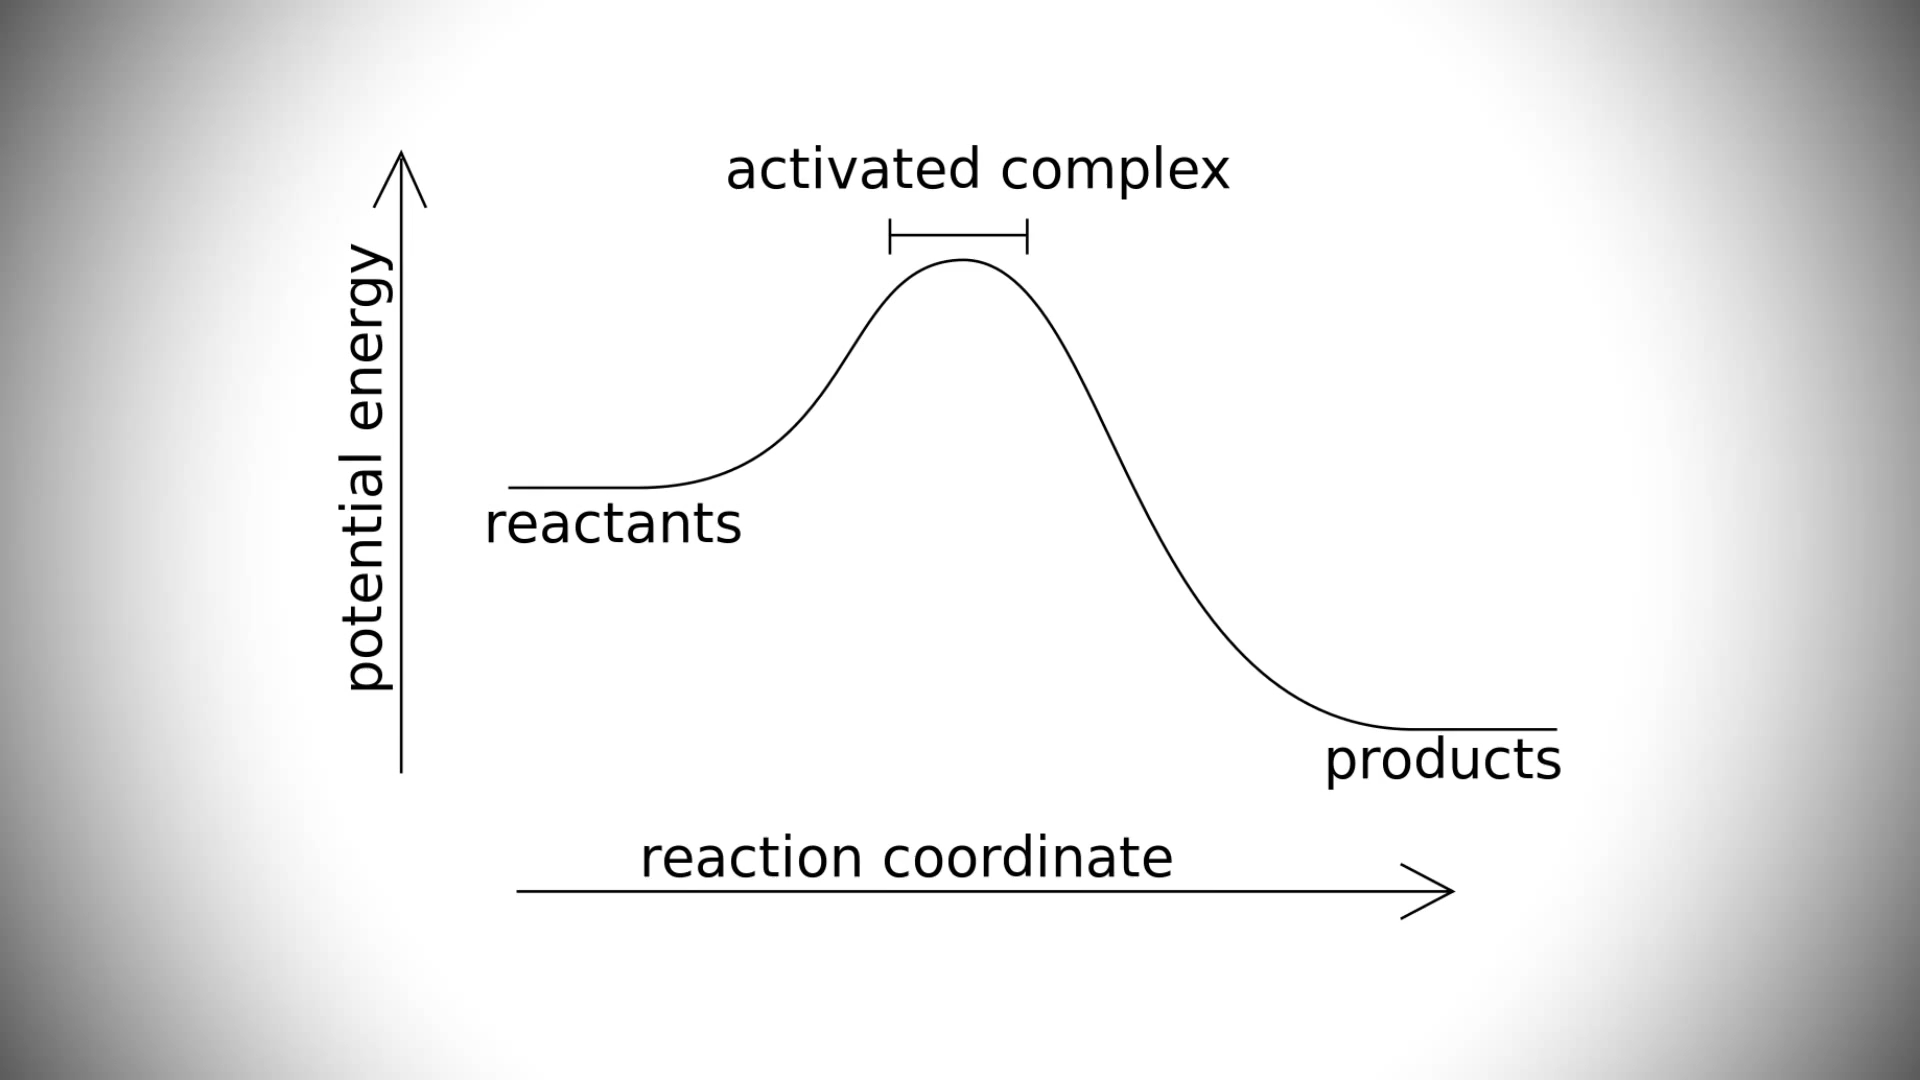 activated complex
potential energy
reactants
products
reaction coordinate